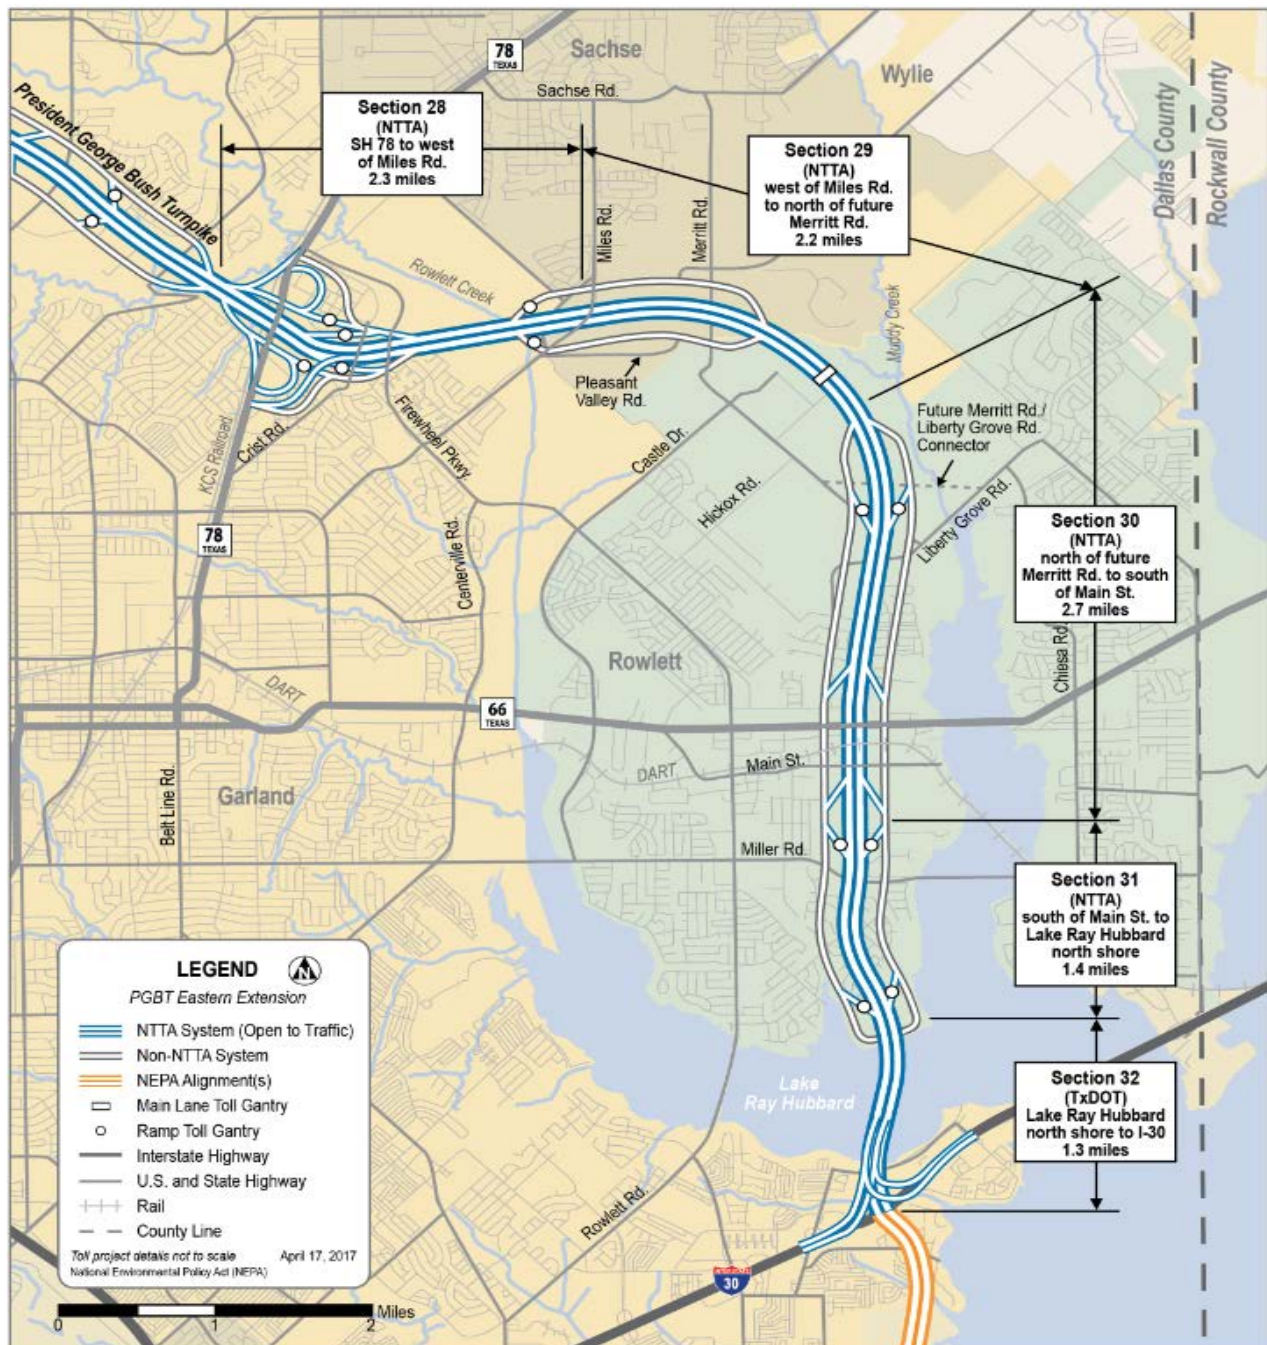 78
TEXAS
Sachse
Sachse Rd.
Wylie
Dallas County
Rockwall County
President George Bush Turnpike
Section 28
(NTTA)
SH 78 to west
of Miles Rd.
2.3 miles
Section 29
(NTTA)
west of Miles Rd.
to north of future
Merritt Rd.
2.2 miles
Miles Rd.
Merritt Rd.
Rowlett Creek
Muddy Creek
Pleasant
Valley Rd.
Future Merritt Rd./
Liberty Grove Rd.
Connector
KCS Railroad
Crist Rd.
Firewheel Pkwy.
Castle Dr.
Hickox Rd.
Liberty Grove Rd.
78
TEXAS
Centerville Rd.
Section 30
(NTTA)
north of future
Merritt Rd. to south
of Main St.
2.7 miles
Rowlett
Chiesa Rd.
DART
66
TEXAS
DART
Main St.
Garland
Belt Line Rd.
Miller Rd.
Section 31
(NTTA)
south of Main St. to
Lake Ray Hubbard
north shore
1.4 miles
Lake
Ray Hubbard
Section 32
(TxDOT)
Lake Ray Hubbard
north shore to I-30
1.3 miles
Rowlett Rd.
30
LEGEND
N
PGBT Eastern Extension
NTTA System (Open to Traffic)
Non-NTTA System
NEPA Alignment(s)
Main Lane Toll Gantry
Ramp Toll Gantry
Interstate Highway
U.S. and State Highway
Rail
County Line
Toll project details not to scale April 17, 2017
National Environmental Policy Act (NEPA)
Miles
0 1 2